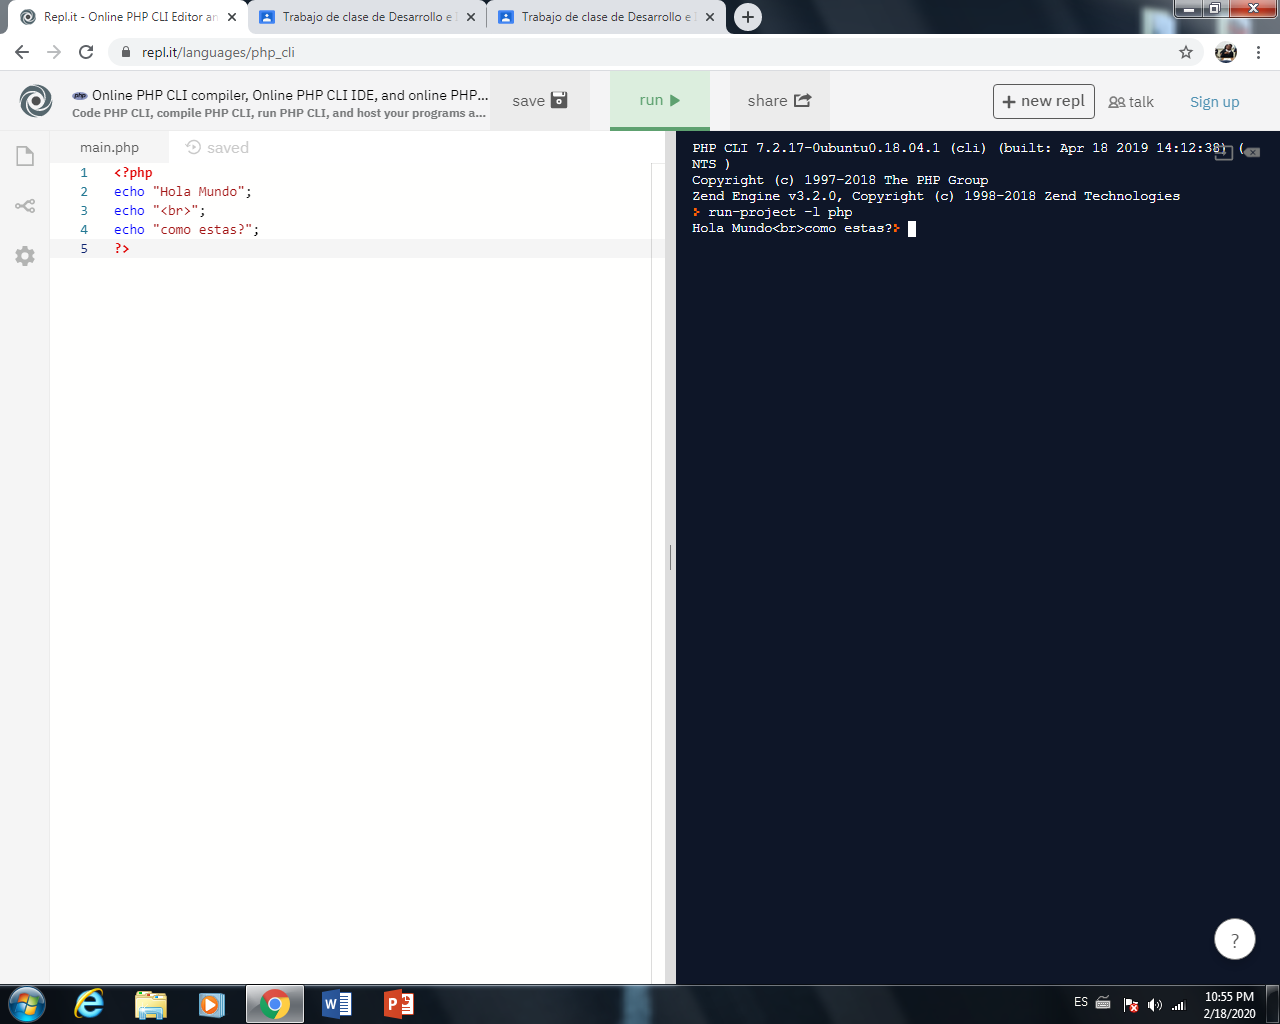 Repl.it - Online PHP CLI Editor an
Trabajo de clase de Desarrollo e
Trabajo de clase de Desarrollo e
repl.it/languages/php_cli
php Online PHP CLI compiler, Online PHP CLI IDE, and online PHP...
Code PHP CLI, compile PHP CLI, run PHP CLI, and host your programs a...
save
run
share
+ new repl
talk
Sign up
main.php
saved
1 <?php
2 echo "Hola Mundo";
3 echo "<br>";
4 echo "como estas?";
5 ?>
PHP CLI 7.2.17-0ubuntu0.18.04.1 (cli) (built: Apr 18 2019 14:12:38) (
NTS )
Copyright (c) 1997-2018 The PHP Group
Zend Engine v3.2.0, Copyright (c) 1998-2018 Zend Technologies
run-project -l php
Hola Mundo<br>como estas?
?
ES
10:55 PM
2/18/2020